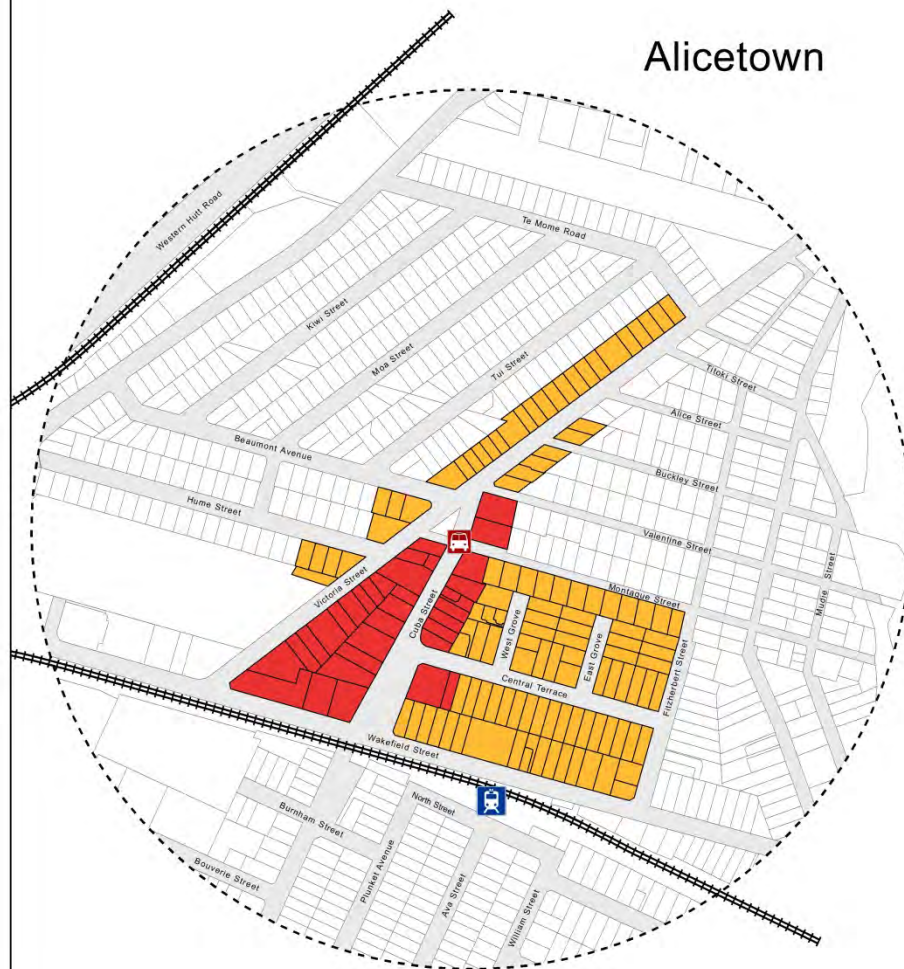 Alicetown
Western Hutt Road
Te Mome Road
Kiwi Street
Moa Street
Tui Street
Titoki Street
Alice Street
Beaumont Avenue
Buckley Street
Hume Street
Valentine Street
Victoria Street
Montague Street
Mudie Street
Cuba Street
West Grove
East Grove
Central Terrace
Fitzherbert Street
Wakefield Street
North Street
Burnham Street
Plunket Avenue
Bouverie Street
Ava Street
William Street